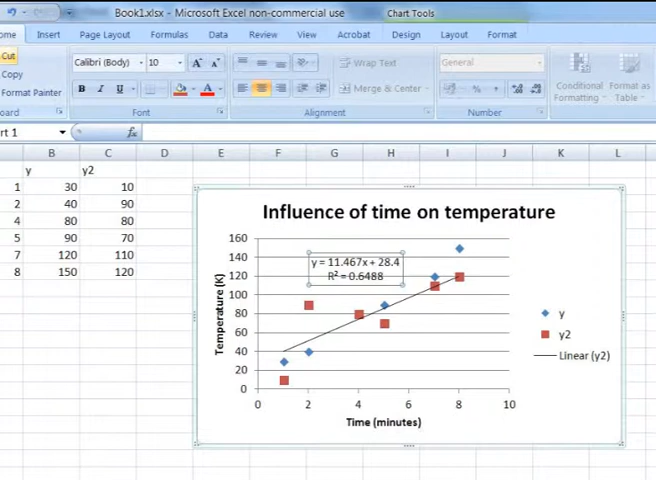 Book1.xlsx - Microsoft Excel non-commercial use
Chart Tools
Insert Page Layout Formulas Data Review View Acrobat Design Layout Format
Cut
Copy
Format Painter
Calibri (Body) 10 A A
B I U A
Wrap Text
Merge & Center
General
% ,
Conditional Formatting
Format as Table
Font Alignment Number
fx
B C D E F G H I J K L
y y2
1 30 10
2 40 90
4 80 80
5 90 70
7 120 110
8 150 120
Influence of time on temperature
Temperature (K)
160
140
120
100
80
60
40
20
0
y = 11.467x + 28.4
R² = 0.6488
0 2 4 6 8 10
Time (minutes)
y
y2
Linear (y2)